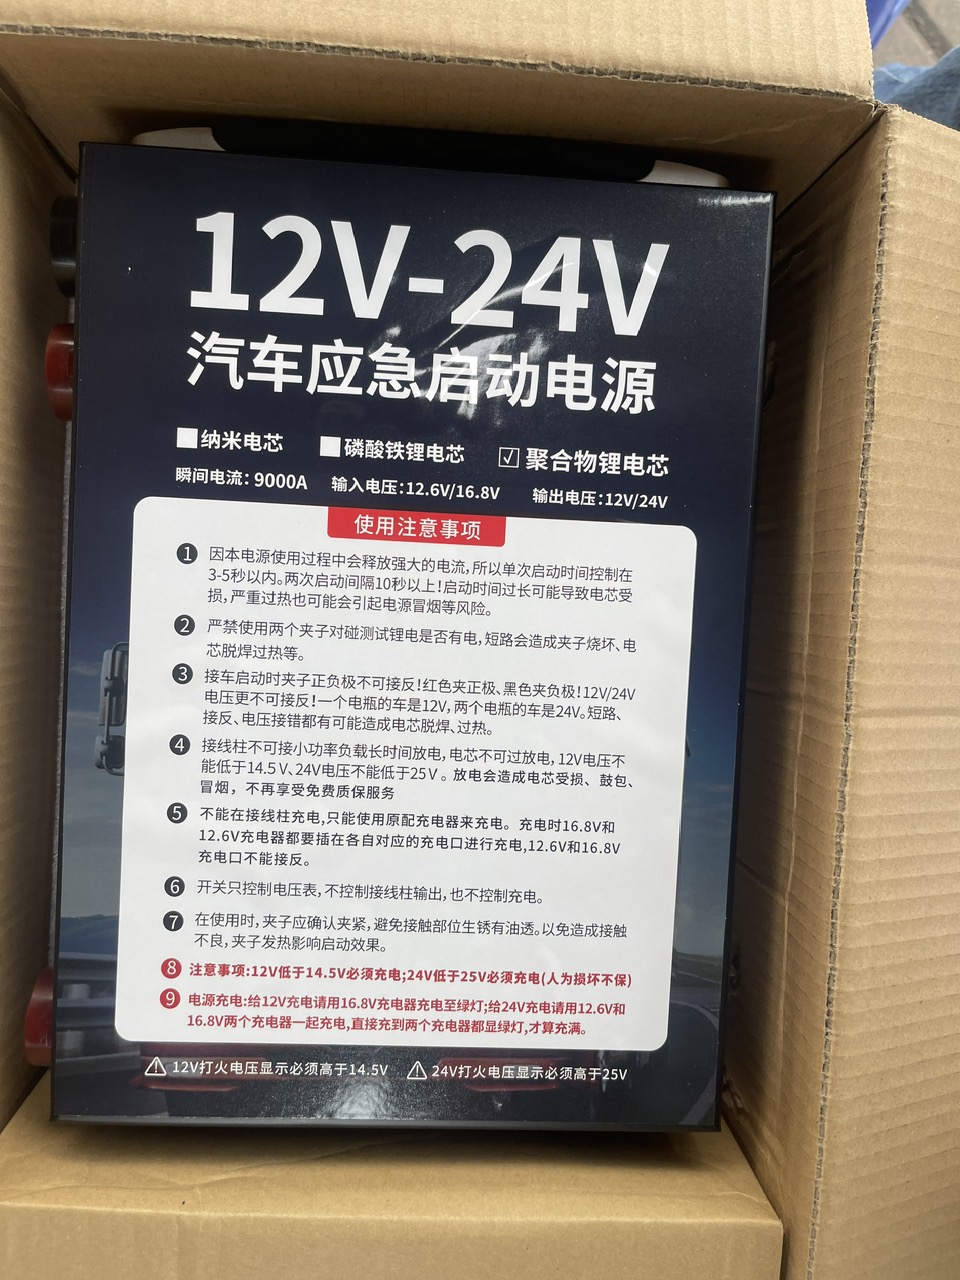 12V-24V
汽车应急启动电源
纳米电芯 磷酸铁锂电芯 ☑ 聚合物锂电芯
瞬间电流：9000A 输入电压：12.6V/16.8V 输出电压：12V/24V
使用注意事项
1 因本电源使用过程中会释放强大的电流，所以单次启动时间控制在
3-5秒以内。两次启动间隔10秒以上！启动时间过长可能导致电芯受
损，严重过热也可能会引起电源冒烟等风险。
2 严禁使用两个夹子对碰测试锂电是否有电，短路会造成夹子烧坏、电
芯脱焊过热等。
3 接车启动时夹子正负极不可接反！红色夹正极、黑色夹负极！12V/24V
电压更不可接反！一个电瓶的车是12V，两个电瓶的车是24V。短路、
接反、电压接错都有可能造成电芯脱焊、过热。
4 接线柱不可接小功率负载长时间放电，电芯不可过放电，12V电压不
能低于14.5V、24V电压不能低于25V。放电会造成电芯受损、鼓包、
冒烟，不再享受免费质保服务
5 不能在接线柱充电，只能使用原配充电器来充电。充电时16.8V和
12.6V充电器都要插在各自对应的充电口进行充电，12.6V和16.8V
充电口不能接反。
6 开关只控制电压表，不控制接线柱输出，也不控制充电。
7 在使用时，夹子应确认夹紧，避免接触部位生锈有油透。以免造成接触
不良，夹子发热影响启动效果。
8 注意事项：12V低于14.5V必须充电；24V低于25V必须充电（人为损坏不保）
9 电源充电：给12V充电请用16.8V充电器充电至绿灯；给24V充电请用12.6V和
16.8V两个充电器一起充电，直接充到两个充电器都显绿灯，才算充满。
12V打火电压显示必须高于14.5V 24V打火电压显示必须高于25V